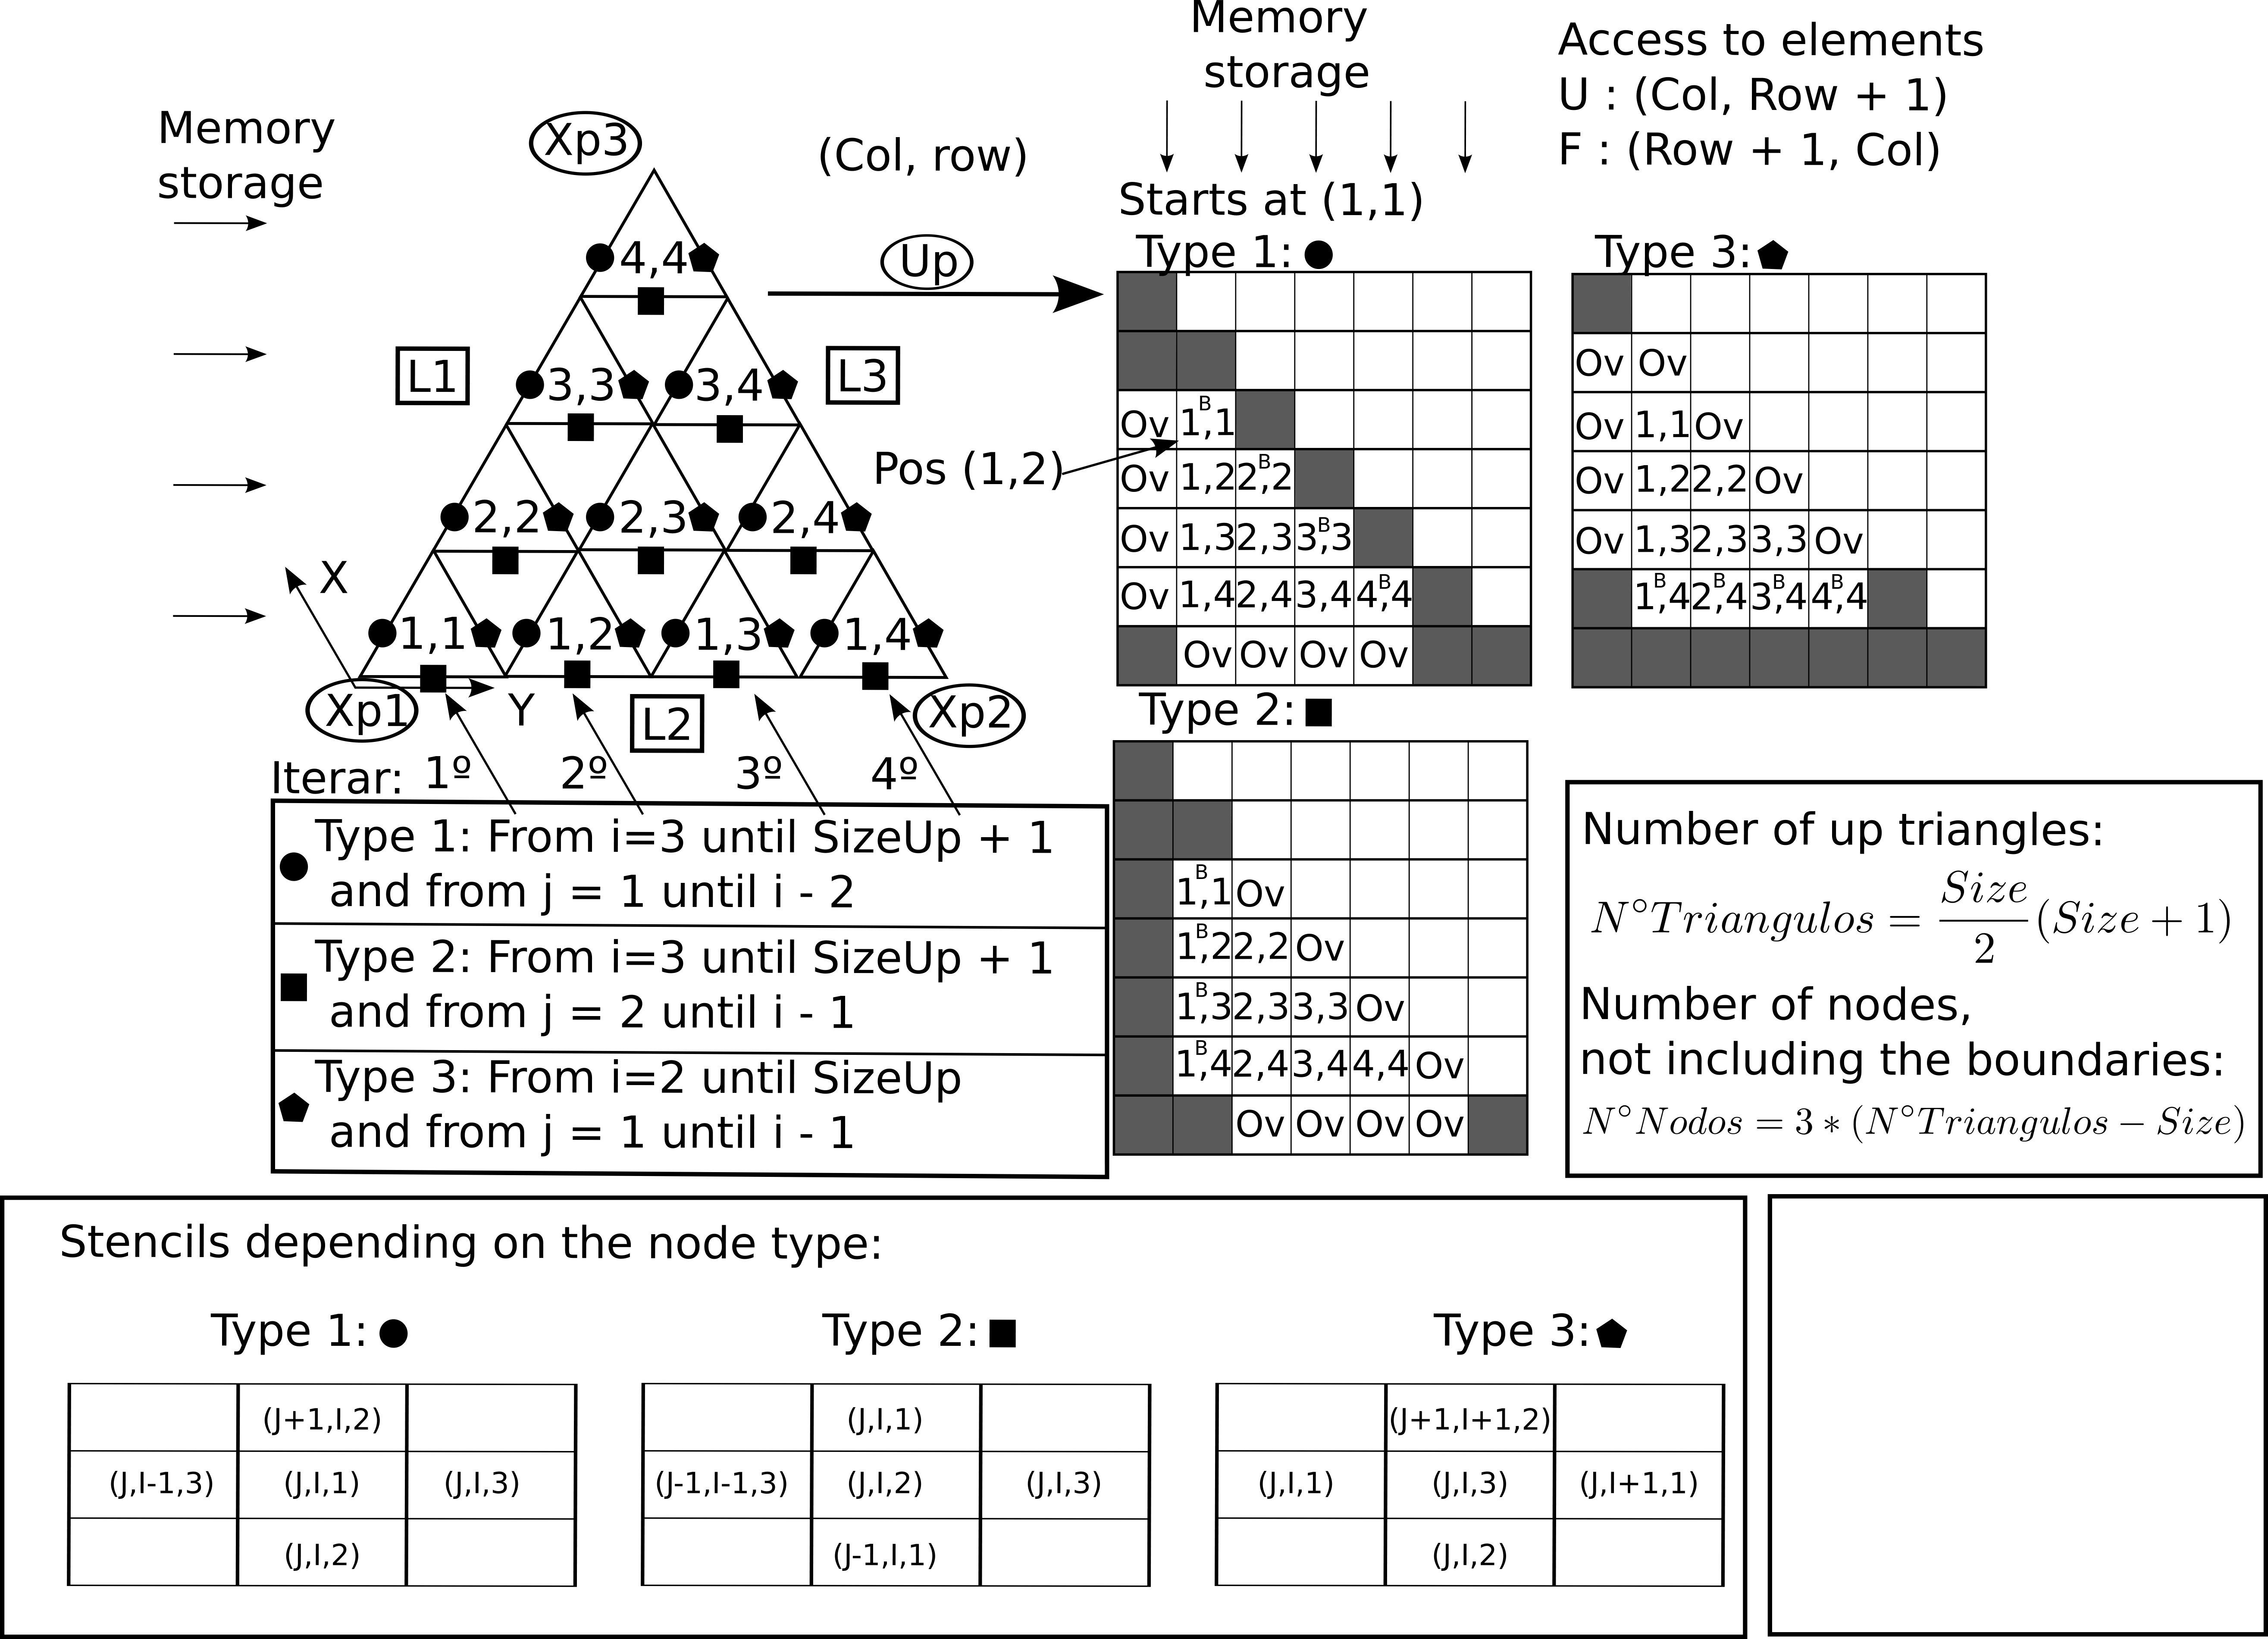 Memory
storage
Xp3
(Col, row)
Memory
storage
Access to elements
U : (Col, Row + 1)
F : (Row + 1, Col)
Starts at (1,1)
Up
4,4
L1
3,3 3,4
L3
Pos (1,2)
2,2 2,3 2,4
X
1,1 1,2 1,3 1,4
Xp1
Y
L2
Xp2
Iterar: 1º 2º 3º 4º
Type 1: From i=3 until SizeUp + 1
and from j = 1 until i - 2
Type 2: From i=3 until SizeUp + 1
and from j = 2 until i - 1
Type 3: From i=2 until SizeUp
and from j = 1 until i - 1
Type 1:
Ov 1,1 B
Ov 1,2 2,2 B
Ov 1,3 2,3 3,3 B
Ov 1,4 2,4 3,4 4,4 B
Ov Ov Ov Ov
Type 3:
Ov Ov
Ov 1,1 Ov
Ov 1,2 2,2 Ov
Ov 1,3 2,3 3,3 Ov
1,4 B 2,4 B 3,4 B 4,4 B
Type 2:
1,1 B Ov
1,2 B 2,2 Ov
1,3 B 2,3 3,3 Ov
1,4 B 2,4 3,4 4,4 Ov
Ov Ov Ov Ov
Number of up triangles:
N°Triangulos = Size/2 (Size + 1)
Number of nodes,
not including the boundaries:
N°Nodos = 3 * (N°Triangulos − Size)
Stencils depending on the node type:
Type 1:
(J+1,I,2)
(J,I-1,3) (J,I,1) (J,I,3)
(J,I,2)
Type 2:
(J,I,1)
(J-1,I-1,3) (J,I,2) (J,I,3)
(J-1,I,1)
Type 3:
(J+1,I+1,2)
(J,I,1) (J,I,3) (J,I+1,1)
(J,I,2)